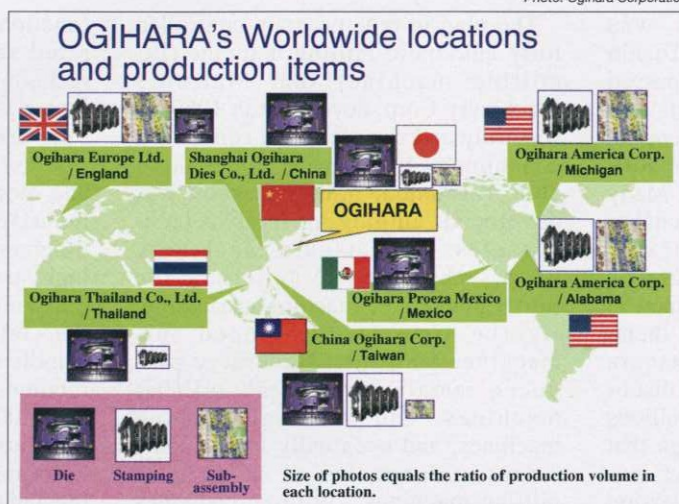 Photo: Ogihara Corporation
OGIHARA's Worldwide locations
and production items
Ogihara Europe Ltd.
/ England
Shanghai Ogihara
Dies Co., Ltd. / China
Ogihara America Corp.
/ Michigan
OGIHARA
Ogihara Thailand Co., Ltd.
/ Thailand
Ogihara Proeza Mexico
/ Mexico
Ogihara America Corp.
/ Alabama
China Ogihara Corp.
/ Taiwan
Die
Stamping
Sub-
assembly
Size of photos equals the ratio of production volume in
each location.